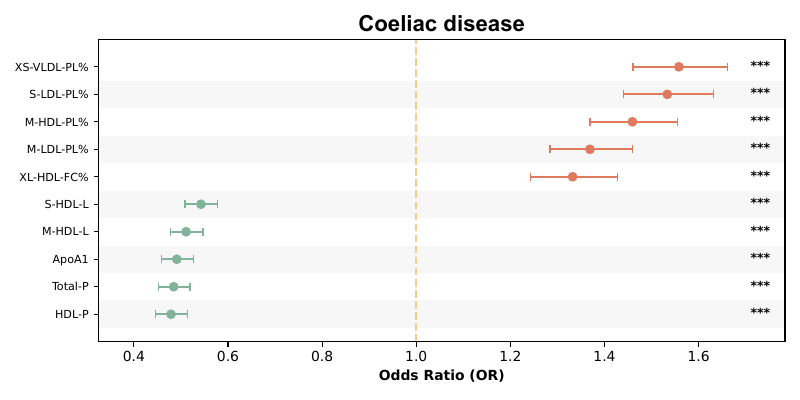 Coeliac disease
XS-VLDL-PL% ***
S-LDL-PL% ***
M-HDL-PL% ***
M-LDL-PL% ***
XL-HDL-FC% ***
S-HDL-L ***
M-HDL-L ***
ApoA1 ***
Total-P ***
HDL-P ***
0.4 0.6 0.8 1.0 1.2 1.4 1.6
Odds Ratio (OR)